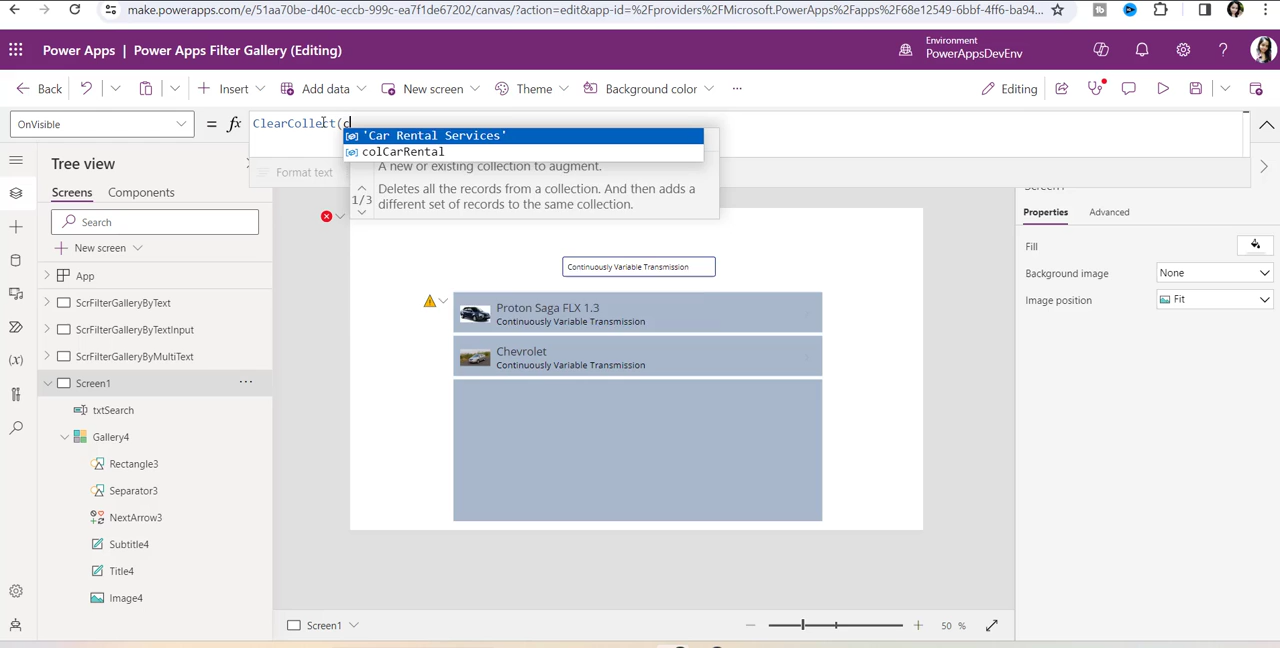 make.powerapps.com/e/51aa70be-d40c-eccb-999c-ea7f1de67202/canvas/?action=edit&app-id=%2Fproviders%2FMicrosoft.PowerApps%2Fapps%2F68e12549-6bbf-4ff6-ba94...
Power Apps | Power Apps Filter Gallery (Editing)
Environment
PowerAppsDevEnv
Back
Insert
Add data
New screen
Theme
Background color
Editing
OnVisible
= fx ClearCollect(c
'Car Rental Services'
colCarRental
A new or existing collection to augment.
Format text
1/3
Deletes all the records from a collection. And then adds a
different set of records to the same collection.
Tree view
Screens
Components
Search
New screen
App
ScrFilterGalleryByText
ScrFilterGalleryByTextInput
ScrFilterGalleryByMultiText
Screen1
txtSearch
Gallery4
Rectangle3
Separator3
NextArrow3
Subtitle4
Title4
Image4
Continuously Variable Transmission
Proton Saga FLX 1.3
Continuously Variable Transmission
Chevrolet
Continuously Variable Transmission
Screen1
50 %
Properties
Advanced
Fill
Background image
None
Image position
Fit